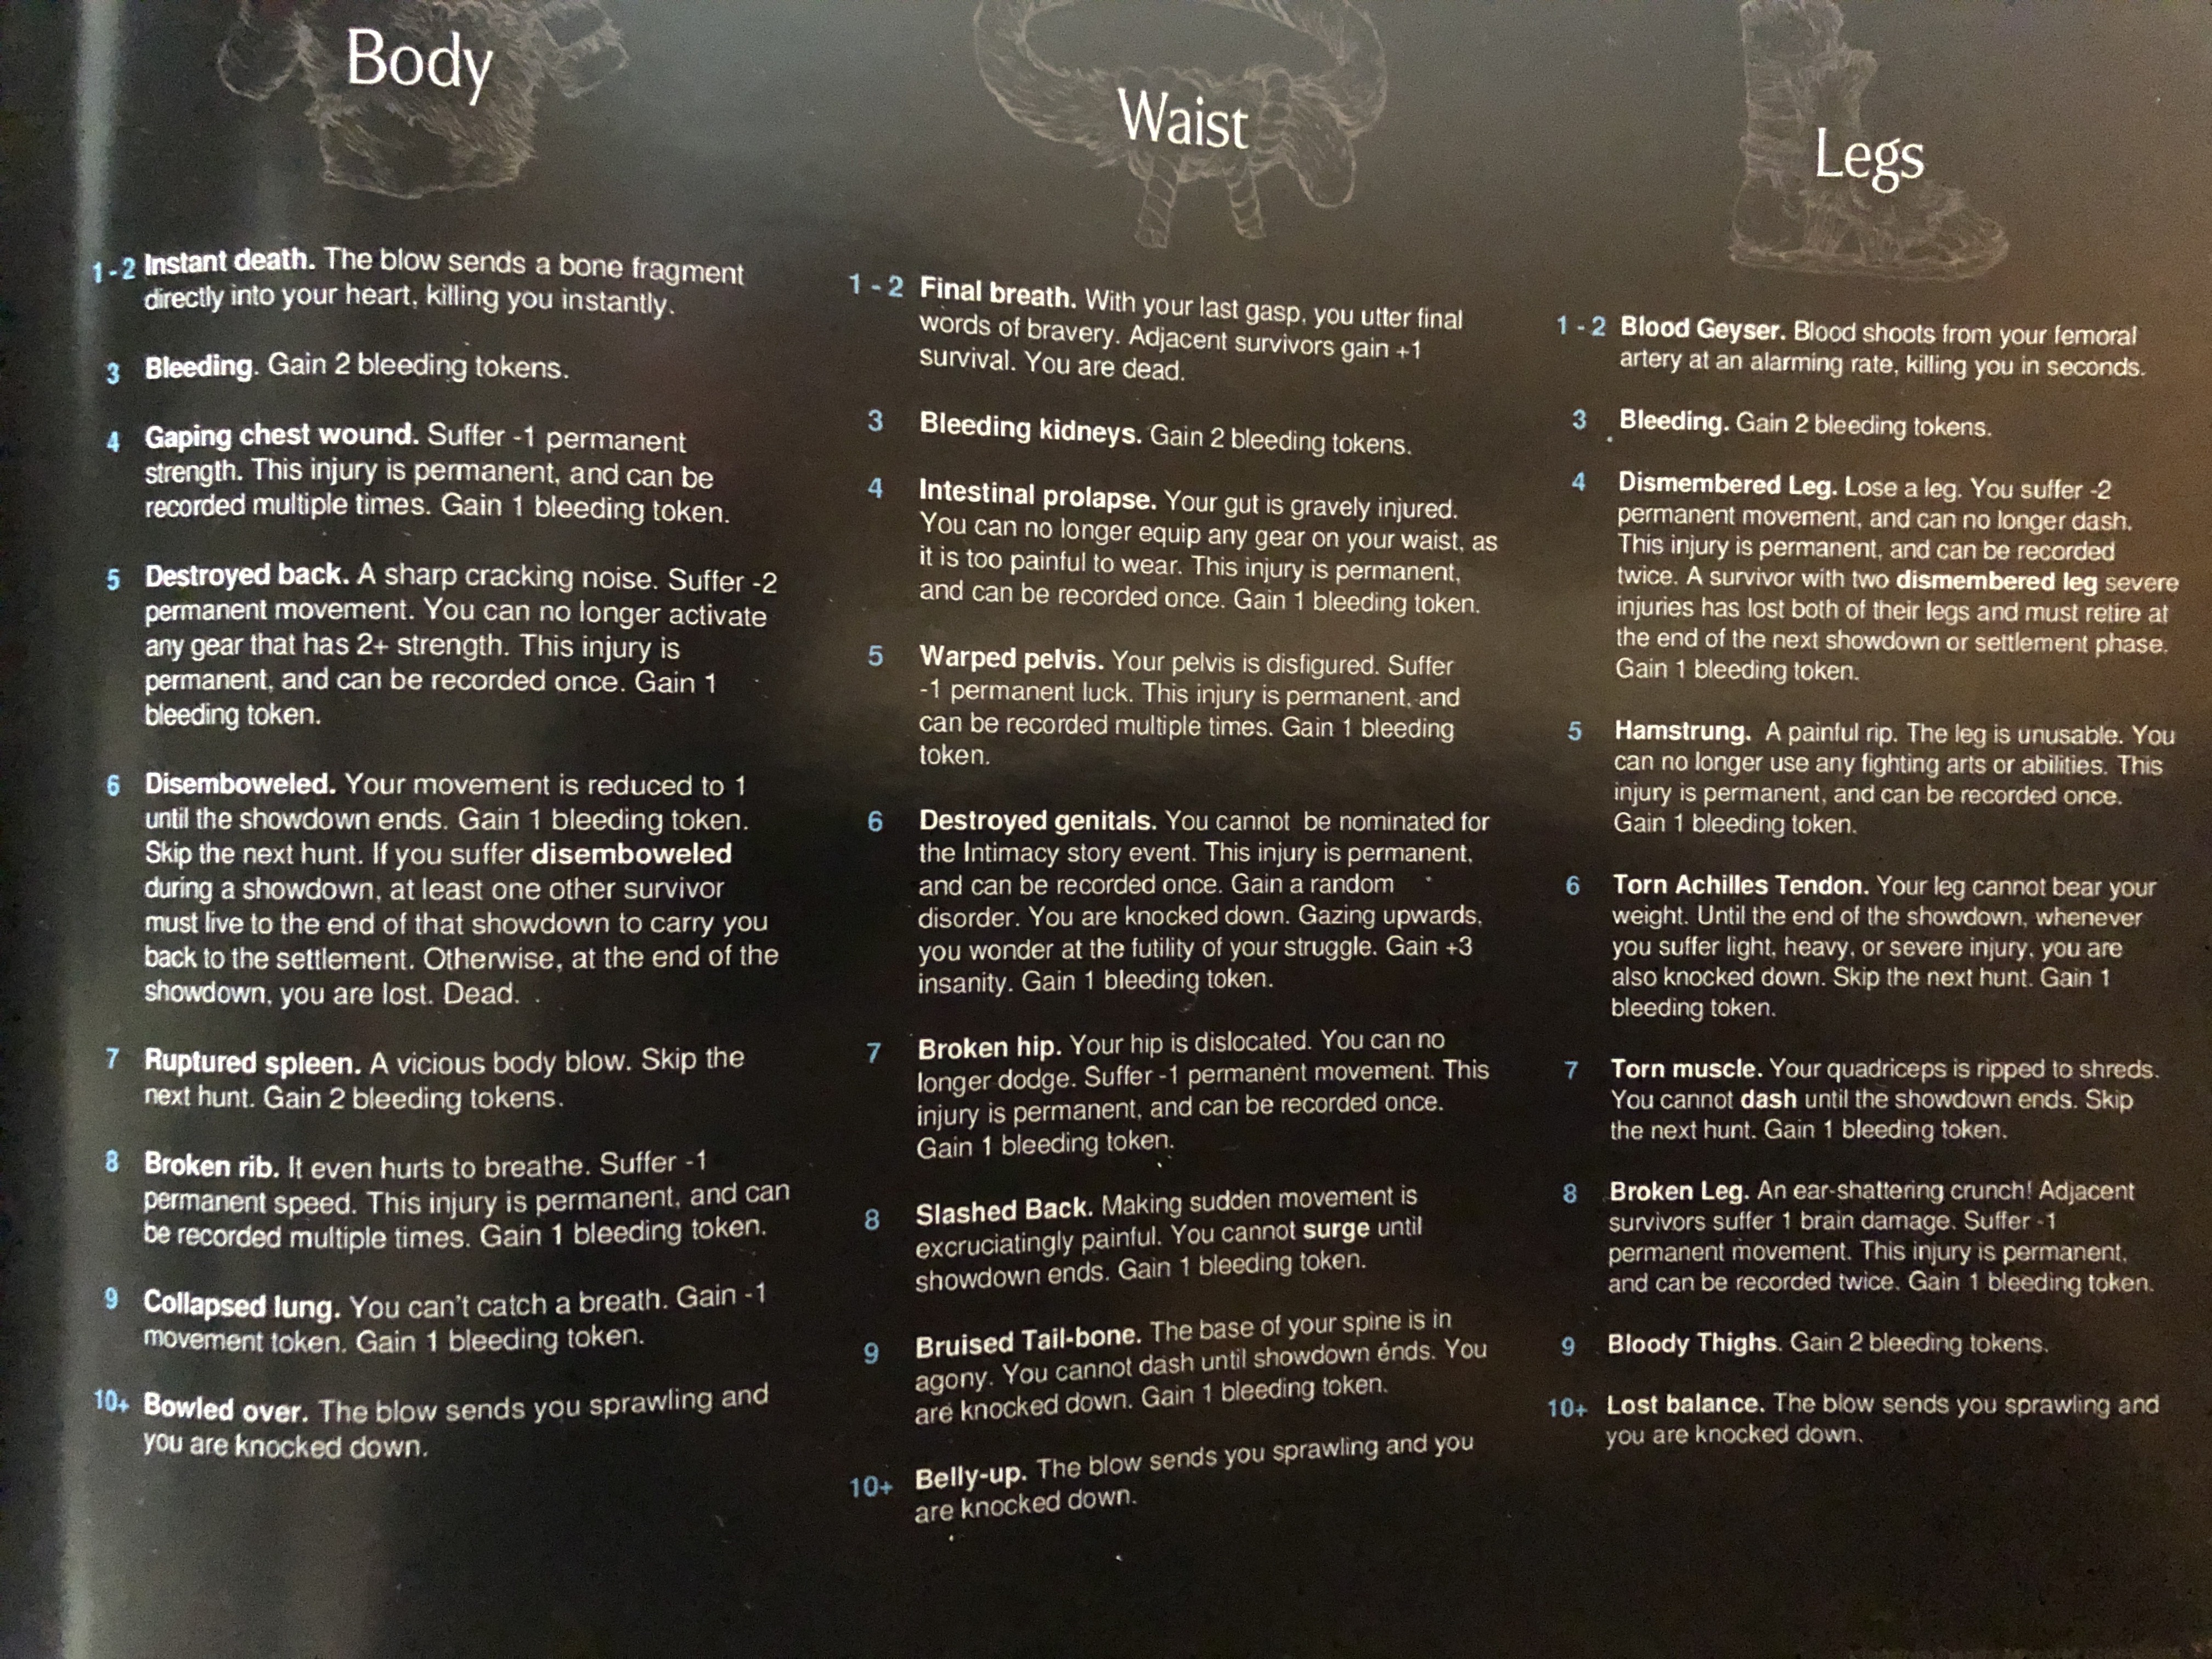 Body
1 - 2 Instant death. The blow sends a bone fragment
directly into your heart, killing you instantly.
3 Bleeding. Gain 2 bleeding tokens.
4 Gaping chest wound. Suffer -1 permanent
strength. This injury is permanent, and can be
recorded multiple times. Gain 1 bleeding token.
5 Destroyed back. A sharp cracking noise. Suffer -2
permanent movement. You can no longer activate
any gear that has 2+ strength. This injury is
permanent, and can be recorded once. Gain 1
bleeding token.
6 Disemboweled. Your movement is reduced to 1
until the showdown ends. Gain 1 bleeding token.
Skip the next hunt. If you suffer disemboweled
during a showdown, at least one other survivor
must live to the end of that showdown to carry you
back to the settlement. Otherwise, at the end of the
showdown, you are lost. Dead.
7 Ruptured spleen. A vicious body blow. Skip the
next hunt. Gain 2 bleeding tokens.
8 Broken rib. It even hurts to breathe. Suffer -1
permanent speed. This injury is permanent, and can
be recorded multiple times. Gain 1 bleeding token.
9 Collapsed lung. You can't catch a breath. Gain -1
movement token. Gain 1 bleeding token.
10+ Bowled over. The blow sends you sprawling and
you are knocked down.
Waist
1 - 2 Final breath. With your last gasp, you utter final
words of bravery. Adjacent survivors gain +1
survival. You are dead.
3 Bleeding kidneys. Gain 2 bleeding tokens.
4 Intestinal prolapse. Your gut is gravely injured.
You can no longer equip any gear on your waist, as
it is too painful to wear. This injury is permanent,
and can be recorded once. Gain 1 bleeding token.
5 Warped pelvis. Your pelvis is disfigured. Suffer
-1 permanent luck. This injury is permanent, and
can be recorded multiple times. Gain 1 bleeding
token.
6 Destroyed genitals. You cannot be nominated for
the Intimacy story event. This injury is permanent,
and can be recorded once. Gain a random
disorder. You are knocked down. Gazing upwards,
you wonder at the futility of your struggle. Gain +3
insanity. Gain 1 bleeding token.
7 Broken hip. Your hip is dislocated. You can no
longer dodge. Suffer -1 permanent movement. This
injury is permanent, and can be recorded once.
Gain 1 bleeding token.
8 Slashed Back. Making sudden movement is
excruciatingly painful. You cannot surge until
showdown ends. Gain 1 bleeding token.
9 Bruised Tail-bone. The base of your spine is in
agony. You cannot dash until showdown ends. You
are knocked down. Gain 1 bleeding token.
10+ Belly-up. The blow sends you sprawling and you
are knocked down.
Legs
1 - 2 Blood Geyser. Blood shoots from your femoral
artery at an alarming rate, killing you in seconds.
3 Bleeding. Gain 2 bleeding tokens.
4 Dismembered Leg. Lose a leg. You suffer -2
permanent movement, and can no longer dash.
This injury is permanent, and can be recorded
twice. A survivor with two dismembered leg severe
injuries has lost both of their legs and must retire at
the end of the next showdown or settlement phase.
Gain 1 bleeding token.
5 Hamstrung. A painful rip. The leg is unusable. You
can no longer use any fighting arts or abilities. This
injury is permanent, and can be recorded once.
Gain 1 bleeding token.
6 Torn Achilles Tendon. Your leg cannot bear your
weight. Until the end of the showdown, whenever
you suffer light, heavy, or severe injury, you are
also knocked down. Skip the next hunt. Gain 1
bleeding token.
7 Torn muscle. Your quadriceps is ripped to shreds.
You cannot dash until the showdown ends. Skip
the next hunt. Gain 1 bleeding token.
8 Broken Leg. An ear-shattering crunch! Adjacent
survivors suffer 1 brain damage. Suffer -1
permanent movement. This injury is permanent,
and can be recorded twice. Gain 1 bleeding token.
9 Bloody Thighs. Gain 2 bleeding tokens.
10+ Lost balance. The blow sends you sprawling and
you are knocked down.